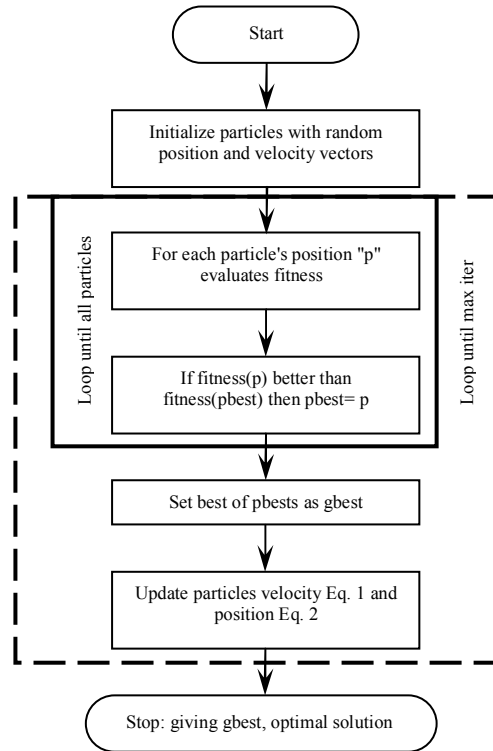 Start
Initialize particles with random
position and velocity vectors
Loop until all particles
For each particle's position "p"
evaluates fitness
If fitness(p) better than
fitness(pbest) then pbest= p
Loop until max iter
Set best of pbests as gbest
Update particles velocity Eq. 1 and
position Eq. 2
Stop: giving gbest, optimal solution